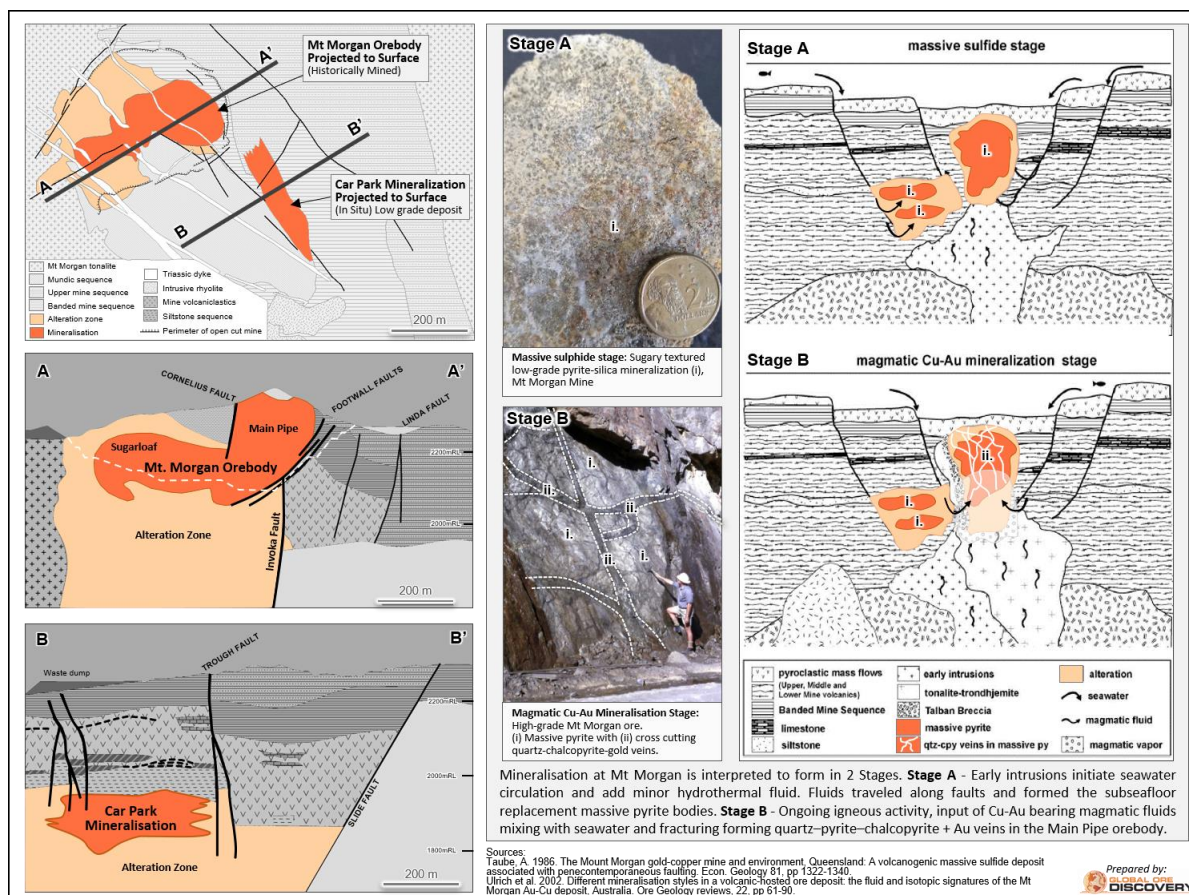 Mt Morgan Orebody
Projected to Surface
(Historically Mined)
A'
B'
A
B
Car Park Mineralization
Projected to Surface
(In Situ) Low grade deposit
Mt Morgan tonalite
Mundic sequence
Upper mine sequence
Banded mine sequence
Alteration zone
Mineralisation
Triassic dyke
Intrusive rhyolite
Mine volcaniclastics
Siltstone sequence
Perimeter of open cut mine
200 m
A
A'
CORNELIUS FAULT
FOOTWALL FAULTS
LINDA FAULT
Main Pipe
Sugarloaf
Mt. Morgan Orebody
2200mRL
2000mRL
Alteration Zone
Invoka Fault
200 m
B
B'
TROUGH FAULT
Waste dump
2200mRL
2000mRL
SLIDE FAULT
Car Park
Mineralisation
1800mRL
Alteration Zone
200 m
Stage A
i.
2
DOLLARS
Massive sulphide stage: Sugary textured
low-grade pyrite-silica mineralization (i),
Mt Morgan Mine
Stage B
i.
ii.
ii.
i.
i.
ii.
Magmatic Cu-Au Mineralisation Stage:
High-grade Mt Morgan ore.
(i) Massive pyrite with (ii) cross cutting
quartz-chalcopyrite-gold veins.
Stage A
massive sulfide stage
i.
i.
i.
Stage B
magmatic Cu-Au mineralization stage
ii.
i.
i.
pyroclastic mass flows
(Upper, Middle and
Lower Mine volcanics)
Banded Mine Sequence
limestone
siltstone
early intrusions
tonalite-trondhjemite
Talban Breccia
massive pyrite
qtz-cpy veins in massive py
alteration
seawater
magmatic fluid
magmatic vapor
Mineralisation at Mt Morgan is interpreted to form in 2 Stages. Stage A - Early intrusions initiate seawater
circulation and add minor hydrothermal fluid. Fluids traveled along faults and formed the subseafloor
replacement massive pyrite bodies. Stage B - Ongoing igneous activity, input of Cu-Au bearing magmatic fluids
mixing with seawater and fracturing forming quartz–pyrite–chalcopyrite + Au veins in the Main Pipe orebody.
Sources:
Taube, A. 1986. The Mount Morgan gold-copper mine and environment, Queensland: A volcanogenic massive sulfide deposit
associated with penecontemporaneous faulting. Econ. Geology 81, pp 1322-1340.
Ulrich et al. 2002. Different mineralisation styles in a volcanic-hosted ore deposit: the fluid and isotopic signatures of the Mt
Morgan Au-Cu deposit, Australia. Ore Geology reviews, 22, pp 61-90.
Prepared by:
GLOBAL ORE
DISCOVERY